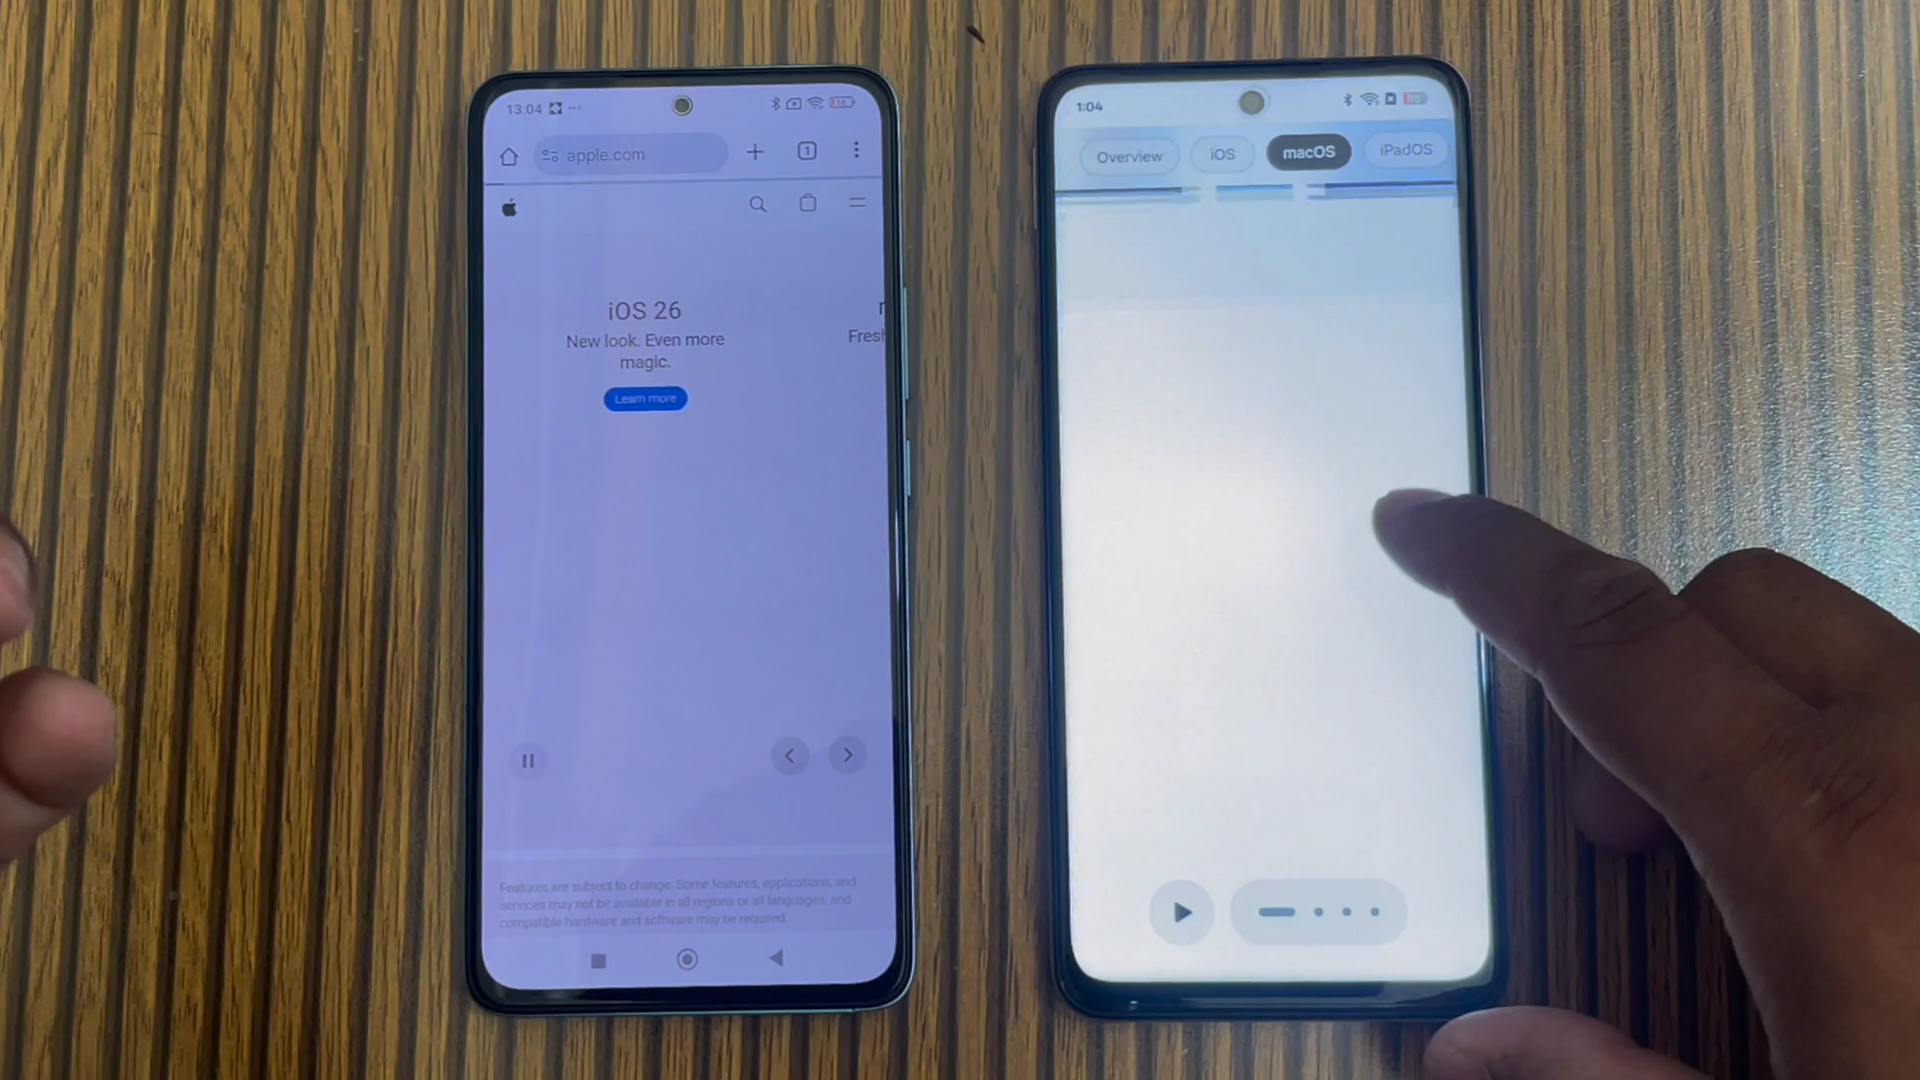 13:04
apple.com
1
iOS 26
New look. Even more
magic.
Learn more
Fresh
Features are subject to change. Some features, applications, and
services may not be available in all regions or all languages, and
compatible hardware and software may be required.
1:04
Overview
iOS
macOS
iPadOS